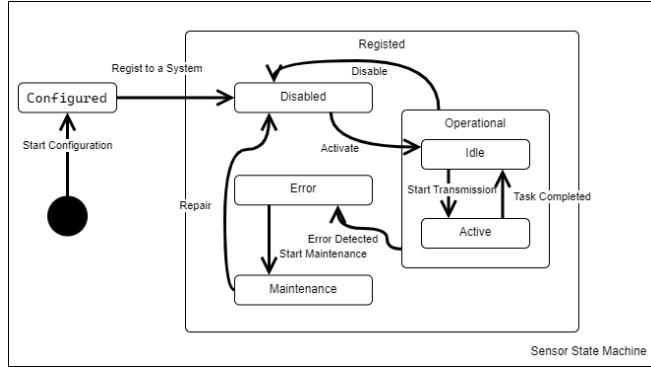 Registed
Regist to a System
Disable
Configured
Disabled
Operational
Start Configuration
Activate
Idle
Error
Start Transmission
Task Completed
Repair
Active
Error Detected
Start Maintenance
Maintenance
Sensor State Machine